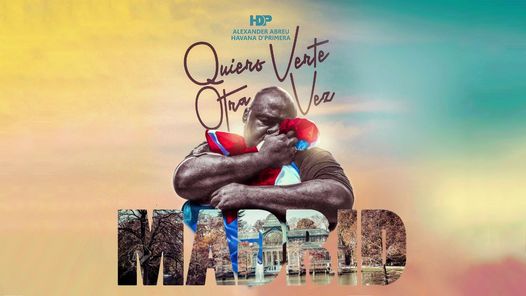 HDP
ALEXANDER ABREU
HAVANA D'PRIMERA
Quiero Verte
Otra Vez
MADRID